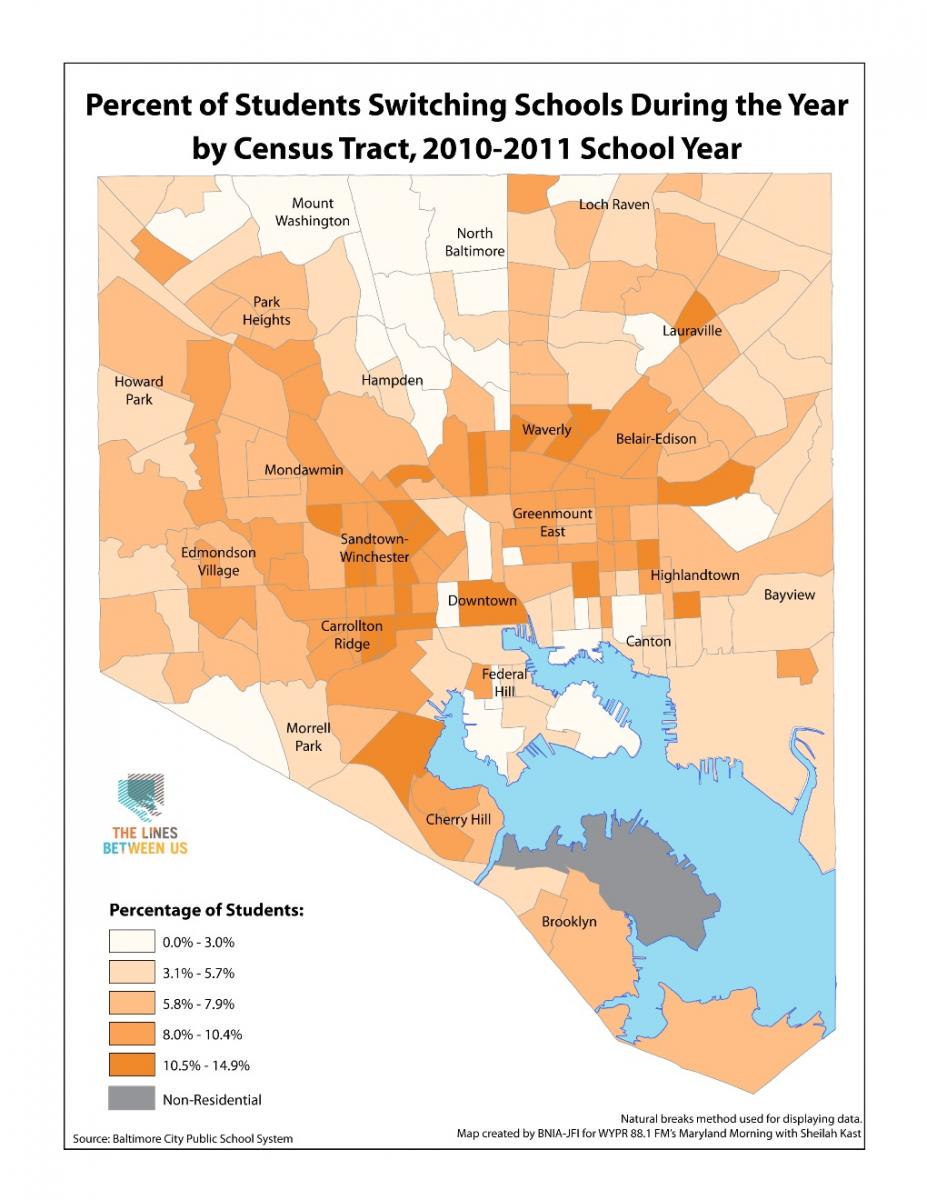 Percent of Students Switching Schools During the Year
by Census Tract, 2010-2011 School Year
Mount
Washington
Loch Raven
North
Baltimore
Park
Heights
Lauraville
Howard
Park
Hampden
Waverly
Belair-Edison
Mondawmin
Greenmount
East
Sandtown-
Winchester
Edmondson
Village
Highlandtown
Bayview
Downtown
Carrollton
Ridge
Canton
Federal
Hill
Morrell
Park
THE LINES
BETWEEN US
Cherry Hill
Brooklyn
Percentage of Students:
0.0% - 3.0%
3.1% - 5.7%
5.8% - 7.9%
8.0% - 10.4%
10.5% - 14.9%
Non-Residential
Natural breaks method used for displaying data.
Source: Baltimore City Public School System
Map created by BNIA-JFI for WYPR 88.1 FM's Maryland Morning with Sheilah Kast